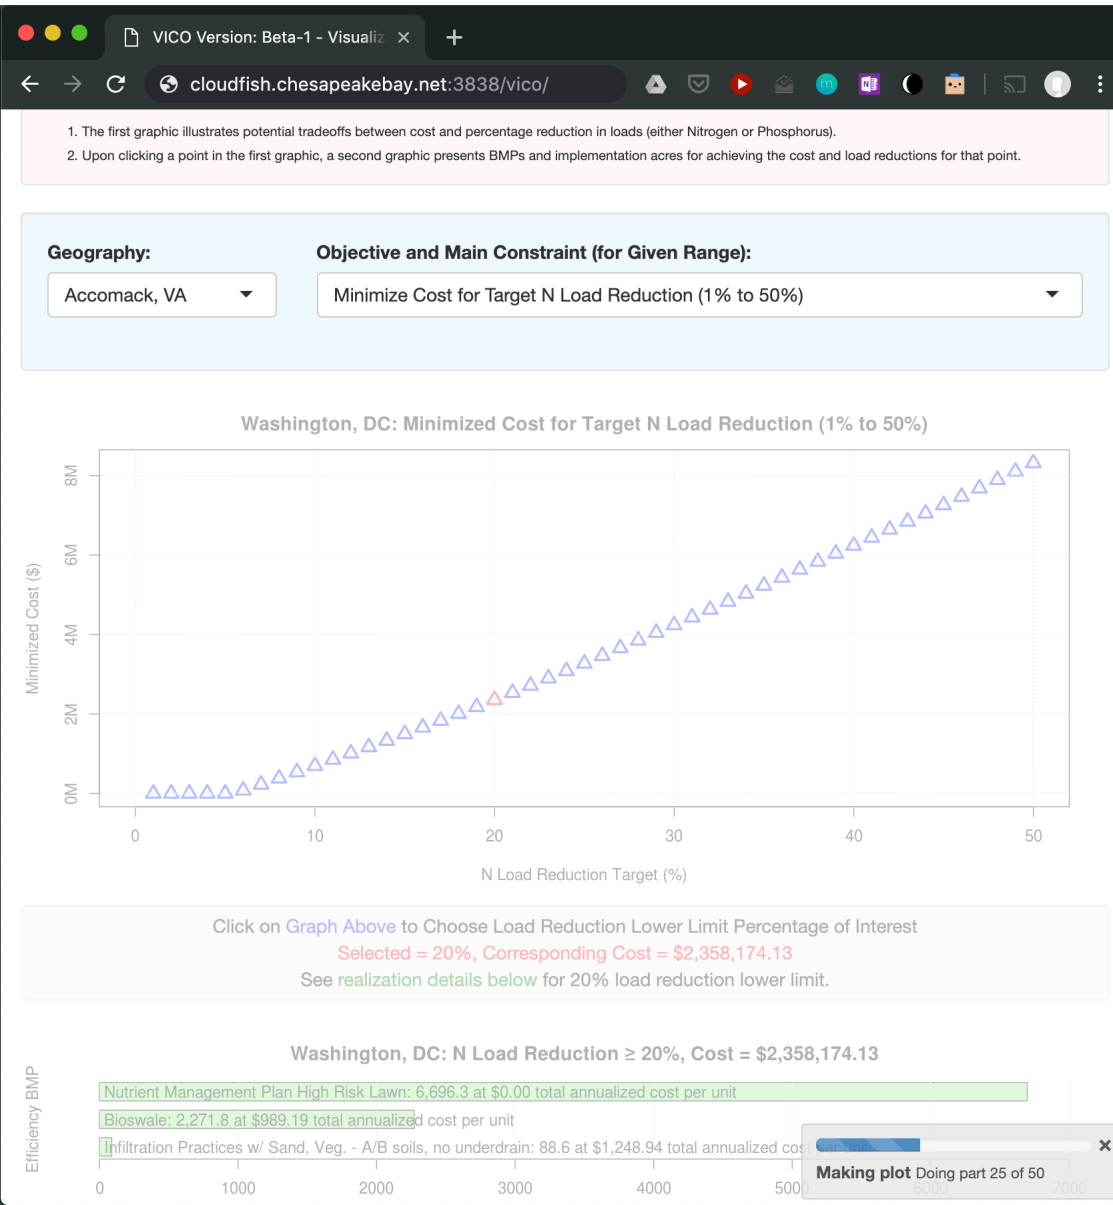 VICO Version: Beta-1 - Visualiz
cloudfish.chesapeakebay.net:3838/vico/
1. The first graphic illustrates potential tradeoffs between cost and percentage reduction in loads (either Nitrogen or Phosphorus).
2. Upon clicking a point in the first graphic, a second graphic presents BMPs and implementation acres for achieving the cost and load reductions for that point.
Geography:
Objective and Main Constraint (for Given Range):
Accomack, VA
Minimize Cost for Target N Load Reduction (1% to 50%)
Washington, DC: Minimized Cost for Target N Load Reduction (1% to 50%)
Minimized Cost ($)
8M
6M
4M
2M
0M
0 10 20 30 40 50
N Load Reduction Target (%)
Click on Graph Above to Choose Load Reduction Lower Limit Percentage of Interest
Selected = 20%, Corresponding Cost = $2,358,174.13
See realization details below for 20% load reduction lower limit.
Washington, DC: N Load Reduction ≥ 20%, Cost = $2,358,174.13
Efficiency BMP
Nutrient Management Plan High Risk Lawn: 6,696.3 at $0.00 total annualized cost per unit
Bioswale: 2,271.8 at $989.19 total annualized cost per unit
Infiltration Practices w/ Sand, Veg. - A/B soils, no underdrain: 88.6 at $1,248.94 total annualized cost per unit
0 1000 2000 3000 4000 5000 6000 7000
Making plot Doing part 25 of 50